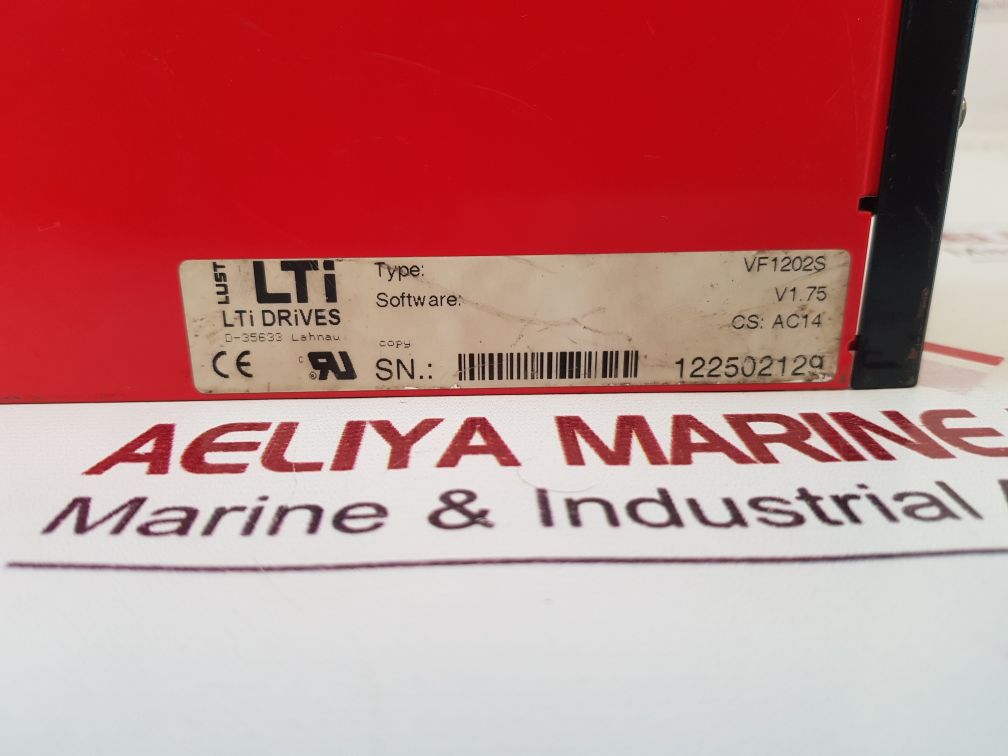 LUST LTi
LTi DRiVES
D-35633 Lahnau
CE c RU ®
Type: VF1202S
Software: V1.75
CS: AC14
copy
SN.: 122502129
AELIYA MARINE
Marine & Industrial